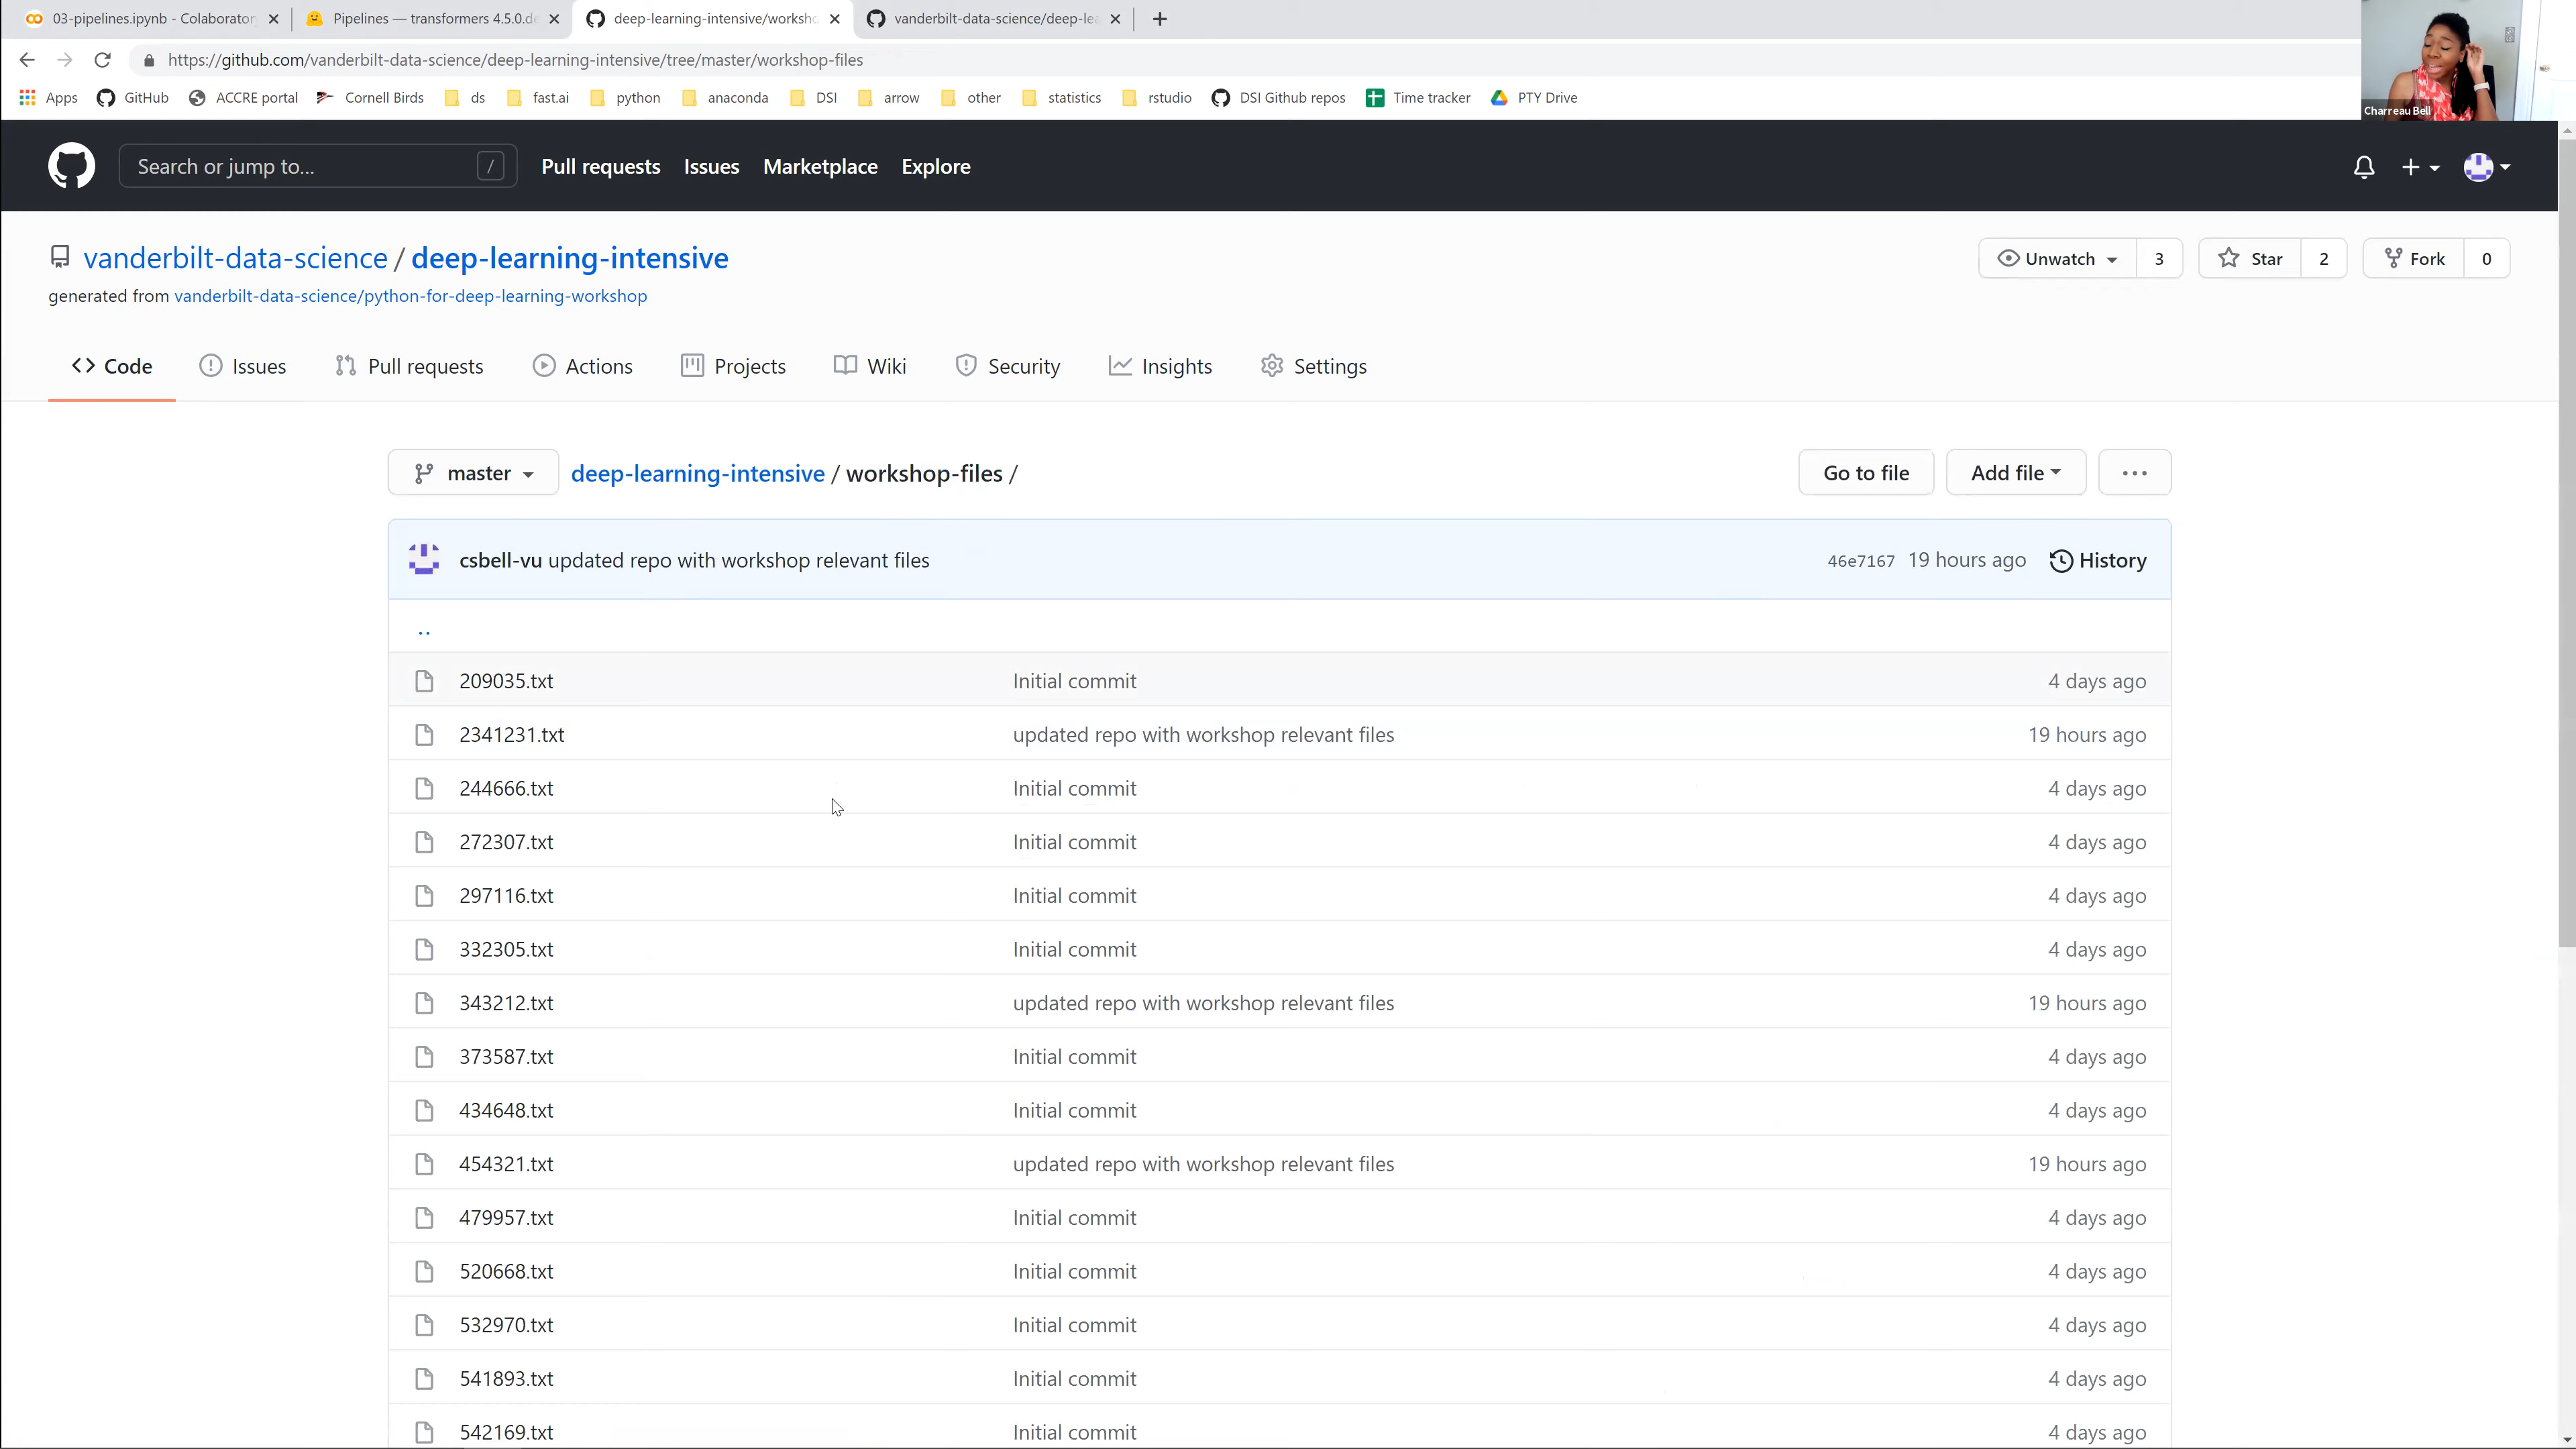 03-pipelines.ipynb - Colaborator
Pipelines — transformers 4.5.0.de
deep-learning-intensive/worksho
vanderbilt-data-science/deep-lea
https://github.com/vanderbilt-data-science/deep-learning-intensive/tree/master/workshop-files
Apps GitHub ACCRE portal Cornell Birds ds fast.ai python anaconda DSI arrow other statistics rstudio DSI Github repos Time tracker PTY Drive
Charreau Bell
Search or jump to... / Pull requests Issues Marketplace Explore
vanderbilt-data-science / deep-learning-intensive
Unwatch 3 Star 2 Fork 0
generated from vanderbilt-data-science/python-for-deep-learning-workshop
Code Issues Pull requests Actions Projects Wiki Security Insights Settings
master deep-learning-intensive / workshop-files / Go to file Add file ...
csbell-vu updated repo with workshop relevant files 46e7167 19 hours ago History
..
209035.txt Initial commit 4 days ago
2341231.txt updated repo with workshop relevant files 19 hours ago
244666.txt Initial commit 4 days ago
272307.txt Initial commit 4 days ago
297116.txt Initial commit 4 days ago
332305.txt Initial commit 4 days ago
343212.txt updated repo with workshop relevant files 19 hours ago
373587.txt Initial commit 4 days ago
434648.txt Initial commit 4 days ago
454321.txt updated repo with workshop relevant files 19 hours ago
479957.txt Initial commit 4 days ago
520668.txt Initial commit 4 days ago
532970.txt Initial commit 4 days ago
541893.txt Initial commit 4 days ago
542169.txt Initial commit 4 days ago